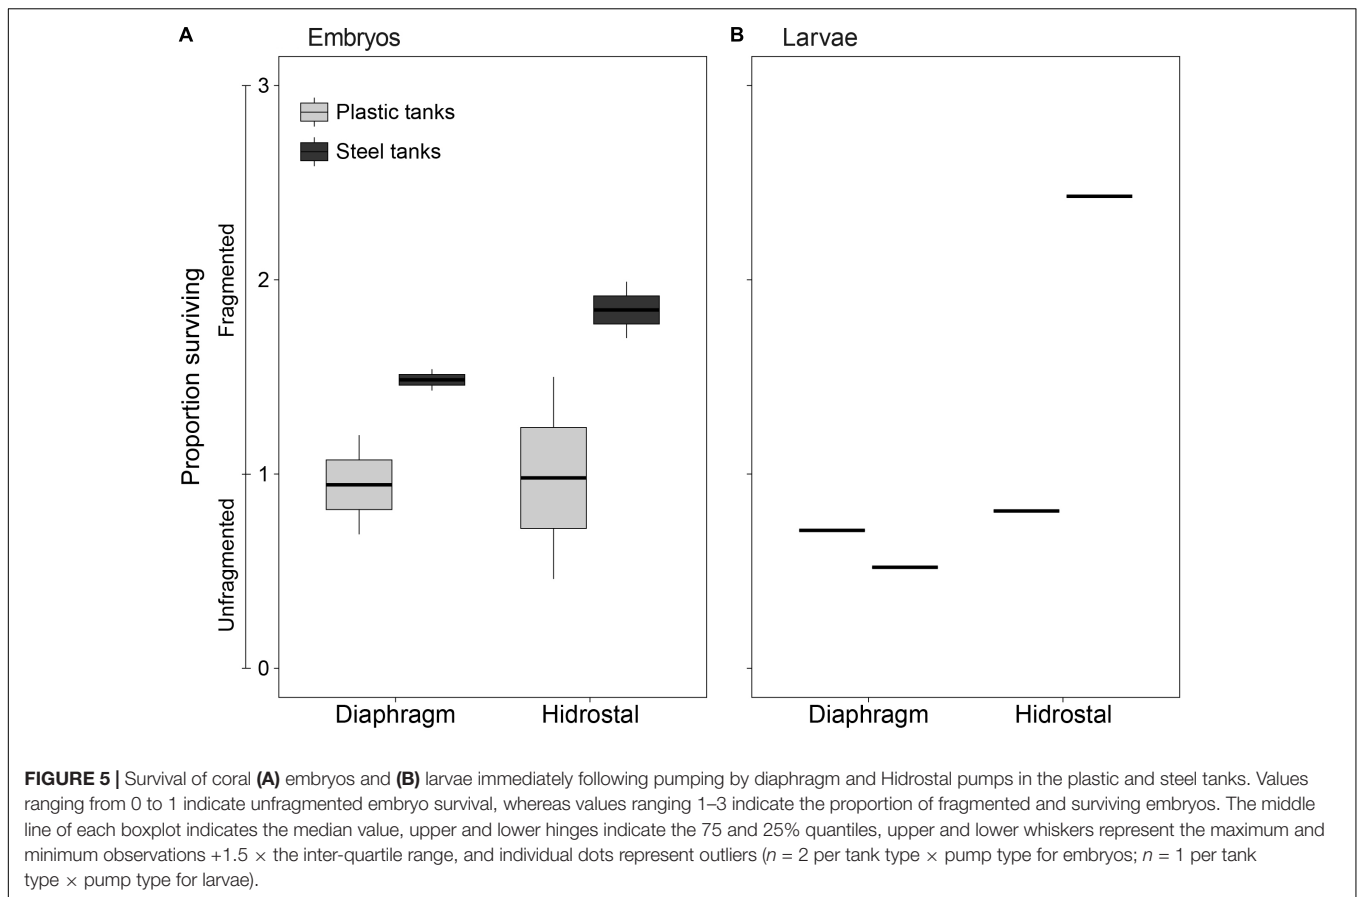 A
Embryos
B
Larvae
3
Plastic tanks
Steel tanks
Proportion surviving
Fragmented
Unfragmented
2
1
0
Diaphragm
Hidrostal
Diaphragm
Hidrostal
FIGURE 5 | Survival of coral (A) embryos and (B) larvae immediately following pumping by diaphragm and Hidrostal pumps in the plastic and steel tanks. Values
ranging from 0 to 1 indicate unfragmented embryo survival, whereas values ranging 1–3 indicate the proportion of fragmented and surviving embryos. The middle
line of each boxplot indicates the median value, upper and lower hinges indicate the 75 and 25% quantiles, upper and lower whiskers represent the maximum and
minimum observations +1.5 × the inter-quartile range, and individual dots represent outliers (n = 2 per tank type × pump type for embryos; n = 1 per tank
type × pump type for larvae).